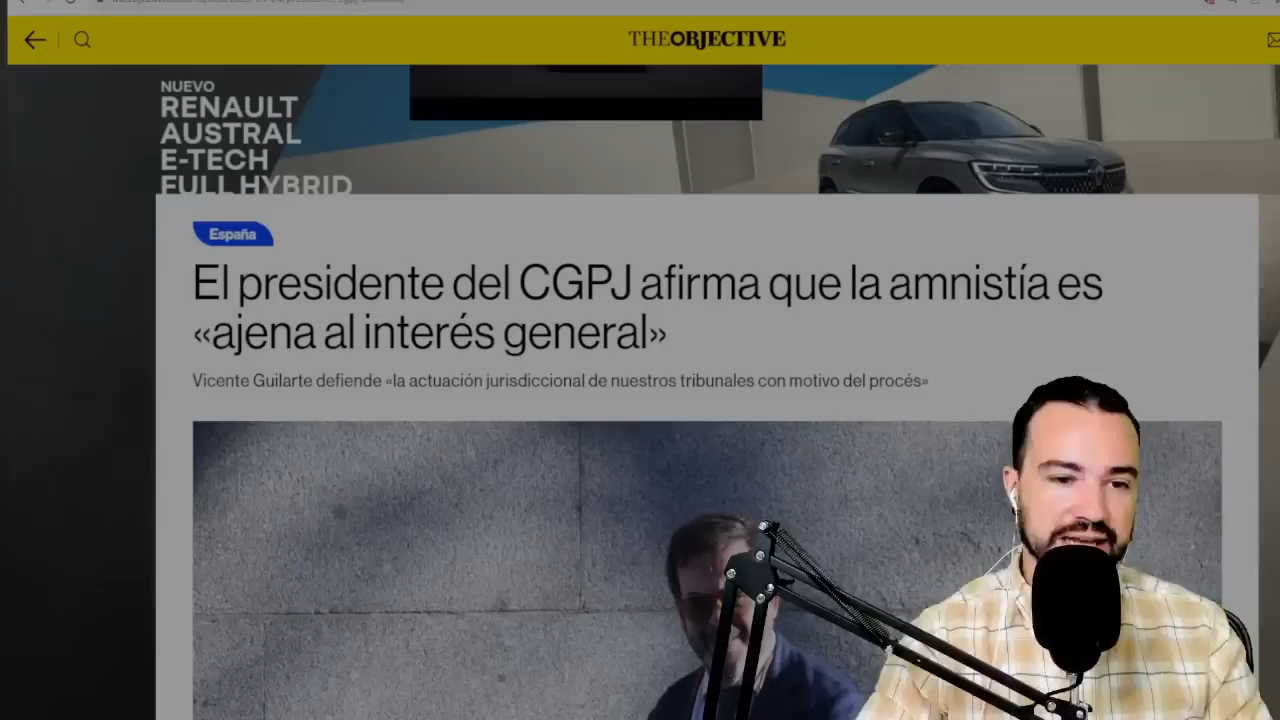 THEOBJECTIVE
NUEVO
RENAULT
AUSTRAL
E-TECH
FULL HYBRID
España
El presidente del CGPJ afirma que la amnistía es
«ajena al interés general»
Vicente Guilarte defiende «la actuación jurisdiccional de nuestros tribunales con motivo del procés»